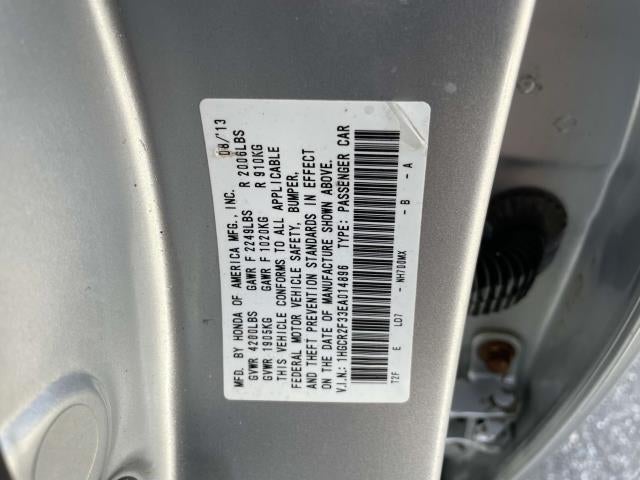 MFD. BY HONDA OF AMERICA MFG., INC. 08/13
GVWR 4200LBS GAWR F 2248LBS R 2006LBS
GVWR 1905KG GAWR F 1020KG R 910KG
THIS VEHICLE CONFORMS TO ALL APPLICABLE
FEDERAL MOTOR VEHICLE SAFETY, BUMPER,
AND THEFT PREVENTION STANDARDS IN EFFECT
ON THE DATE OF MANUFACTURE SHOWN ABOVE.
V.I.N.: 1HGCR2F33EA014896 TYPE: PASSENGER CAR
T2F E LD7 - NH700MX - B - A